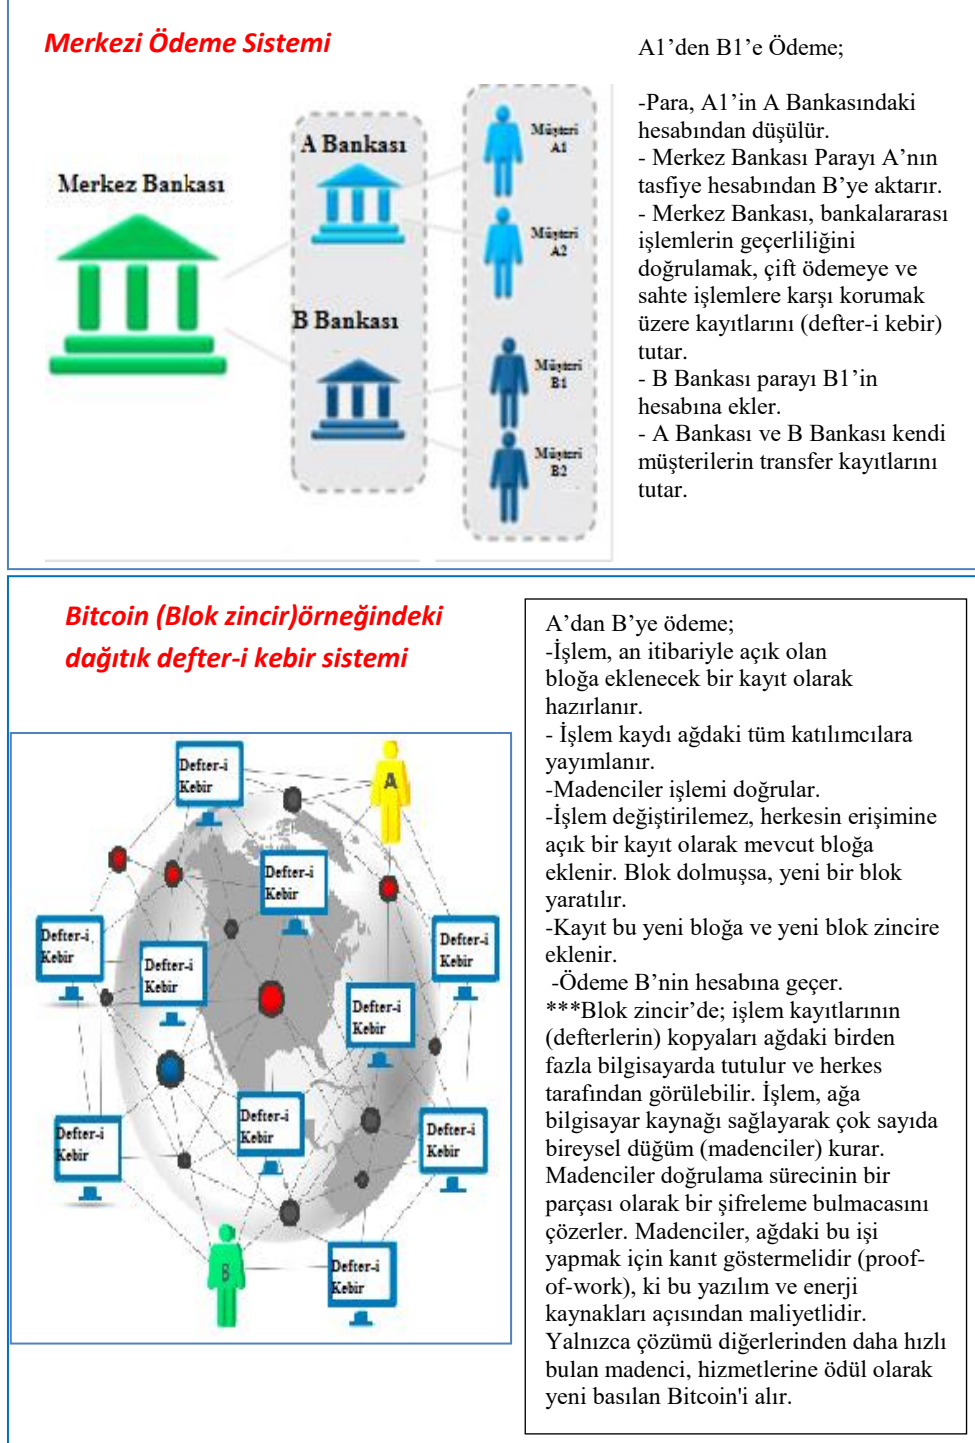 Merkezi Ödeme Sistemi
Merkez Bankası
A Bankası
B Bankası
Müşteri
A1
Müşteri
A2
Müşteri
B1
Müşteri
B2
A1’den B1’e Ödeme;
-Para, A1’in A Bankasındaki
hesabından düşülür.
- Merkez Bankası Parayı A’nın
tasfiye hesabından B’ye aktarır.
- Merkez Bankası, bankalararası
işlemlerin geçerliliğini
doğrulamak, çift ödemeye ve
sahte işlemlere karşı korumak
üzere kayıtlarını (defter-i kebir)
tutar.
- B Bankası parayı B1’in
hesabına ekler.
- A Bankası ve B Bankası kendi
müşterilerin transfer kayıtlarını
tutar.
Bitcoin (Blok zincir)örneğindeki
dağıtık defter-i kebir sistemi
Defter-i
Kebir
A
Defter-i
Kebir
Defter-i
Kebir
Defter-i
Kebir
Defter-i
Kebir
Defter-i
Kebir
Defter-i
Kebir
Defter-i
Kebir
Defter-i
Kebir
B
Defter-i
Kebir
A’dan B’ye ödeme;
-İşlem, an itibariyle açık olan
bloğa eklenecek bir kayıt olarak
hazırlanır.
- İşlem kaydı ağdaki tüm katılımcılara
yayımlanır.
-Madenciler işlemi doğrular.
-İşlem değiştirilemez, herkesin erişimine
açık bir kayıt olarak mevcut bloğa
eklenir. Blok dolmuşsa, yeni bir blok
yaratılır.
-Kayıt bu yeni bloğa ve yeni blok zincire
eklenir.
-Ödeme B’nin hesabına geçer.
***Blok zincir’de; işlem kayıtlarının
(defterlerin) kopyaları ağdaki birden
fazla bilgisayarda tutulur ve herkes
tarafından görülebilir. İşlem, ağa
bilgisayar kaynağı sağlayarak çok sayıda
bireysel düğüm (madenciler) kurar.
Madenciler doğrulama sürecinin bir
parçası olarak bir şifreleme bulmacasını
çözerler. Madenciler, ağdaki bu işi
yapmak için kanıt göstermelidir (proof-
of-work), ki bu yazılım ve enerji
kaynakları açısından maliyetlidir.
Yalnızca çözümü diğerlerinden daha hızlı
bulan madenci, hizmetlerine ödül olarak
yeni basılan Bitcoin'i alır.